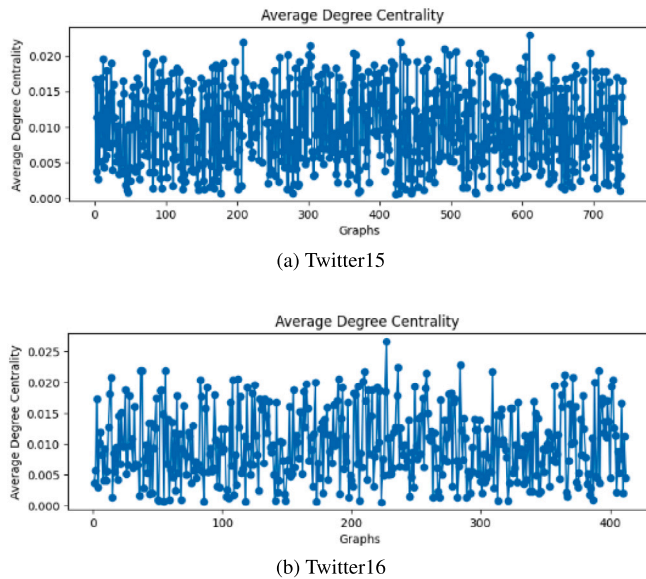 Average Degree Centrality
Average Degree Centrality
0.020
0.015
0.010
0.005
0.000
0 100 200 300 400 500 600 700
Graphs
(a) Twitter15
Average Degree Centrality
Average Degree Centrality
0.025
0.020
0.015
0.010
0.005
0.000
0 100 200 300 400
Graphs
(b) Twitter16